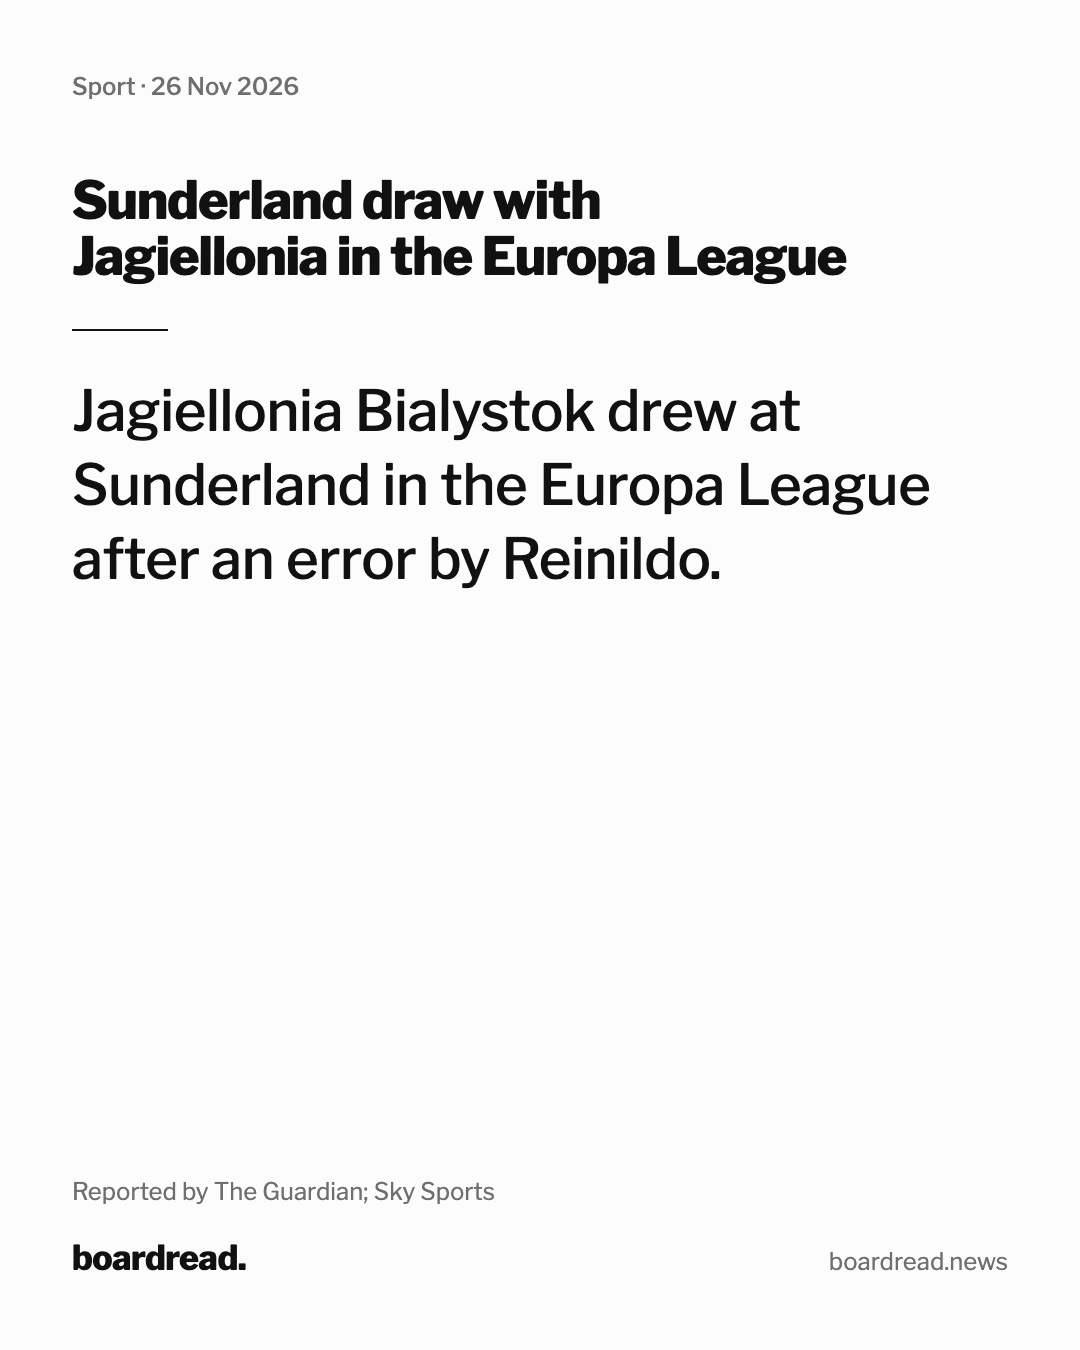 Sport · 26 Nov 2026
Sunderland draw with
Jagiellonia in the Europa League
Jagiellonia Bialystok drew at
Sunderland in the Europa League
after an error by Reinildo.
Reported by The Guardian; Sky Sports
boardread.
boardread.news